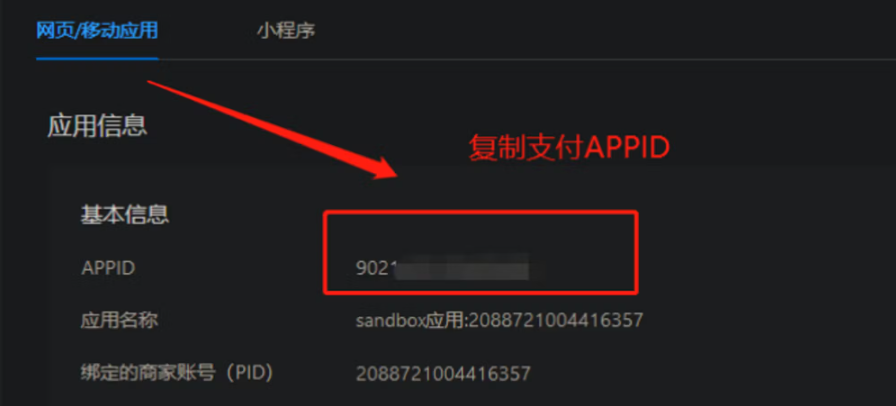 网页/移动应用 小程序
应用信息
复制支付APPID
基本信息
APPID 9021
应用名称 sandbox应用:2088721004416357
绑定的商家账号（PID） 2088721004416357